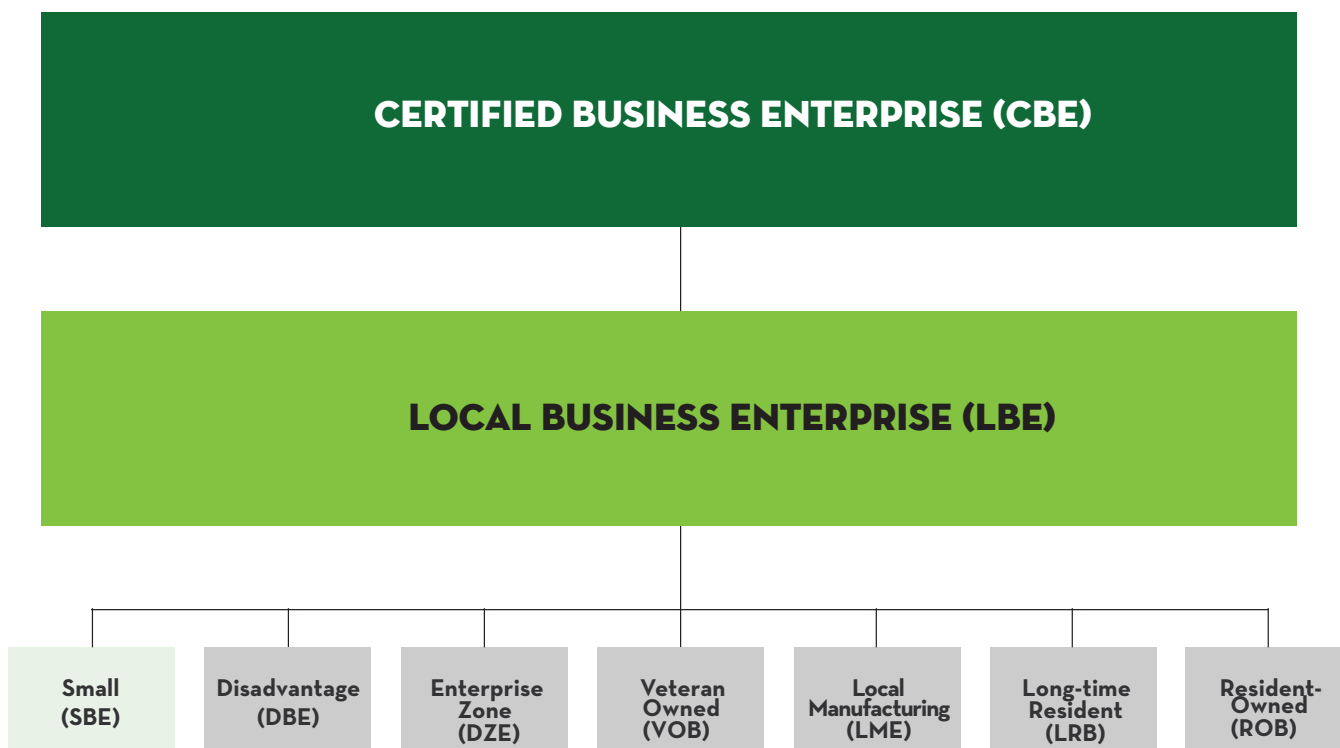 CERTIFIED BUSINESS ENTERPRISE (CBE)
LOCAL BUSINESS ENTERPRISE (LBE)
Small
(SBE)
Disadvantage
(DBE)
Enterprise
Zone
(DZE)
Veteran
Owned
(VOB)
Local
Manufacturing
(LME)
Long-time
Resident
(LRB)
Resident-
Owned
(ROB)